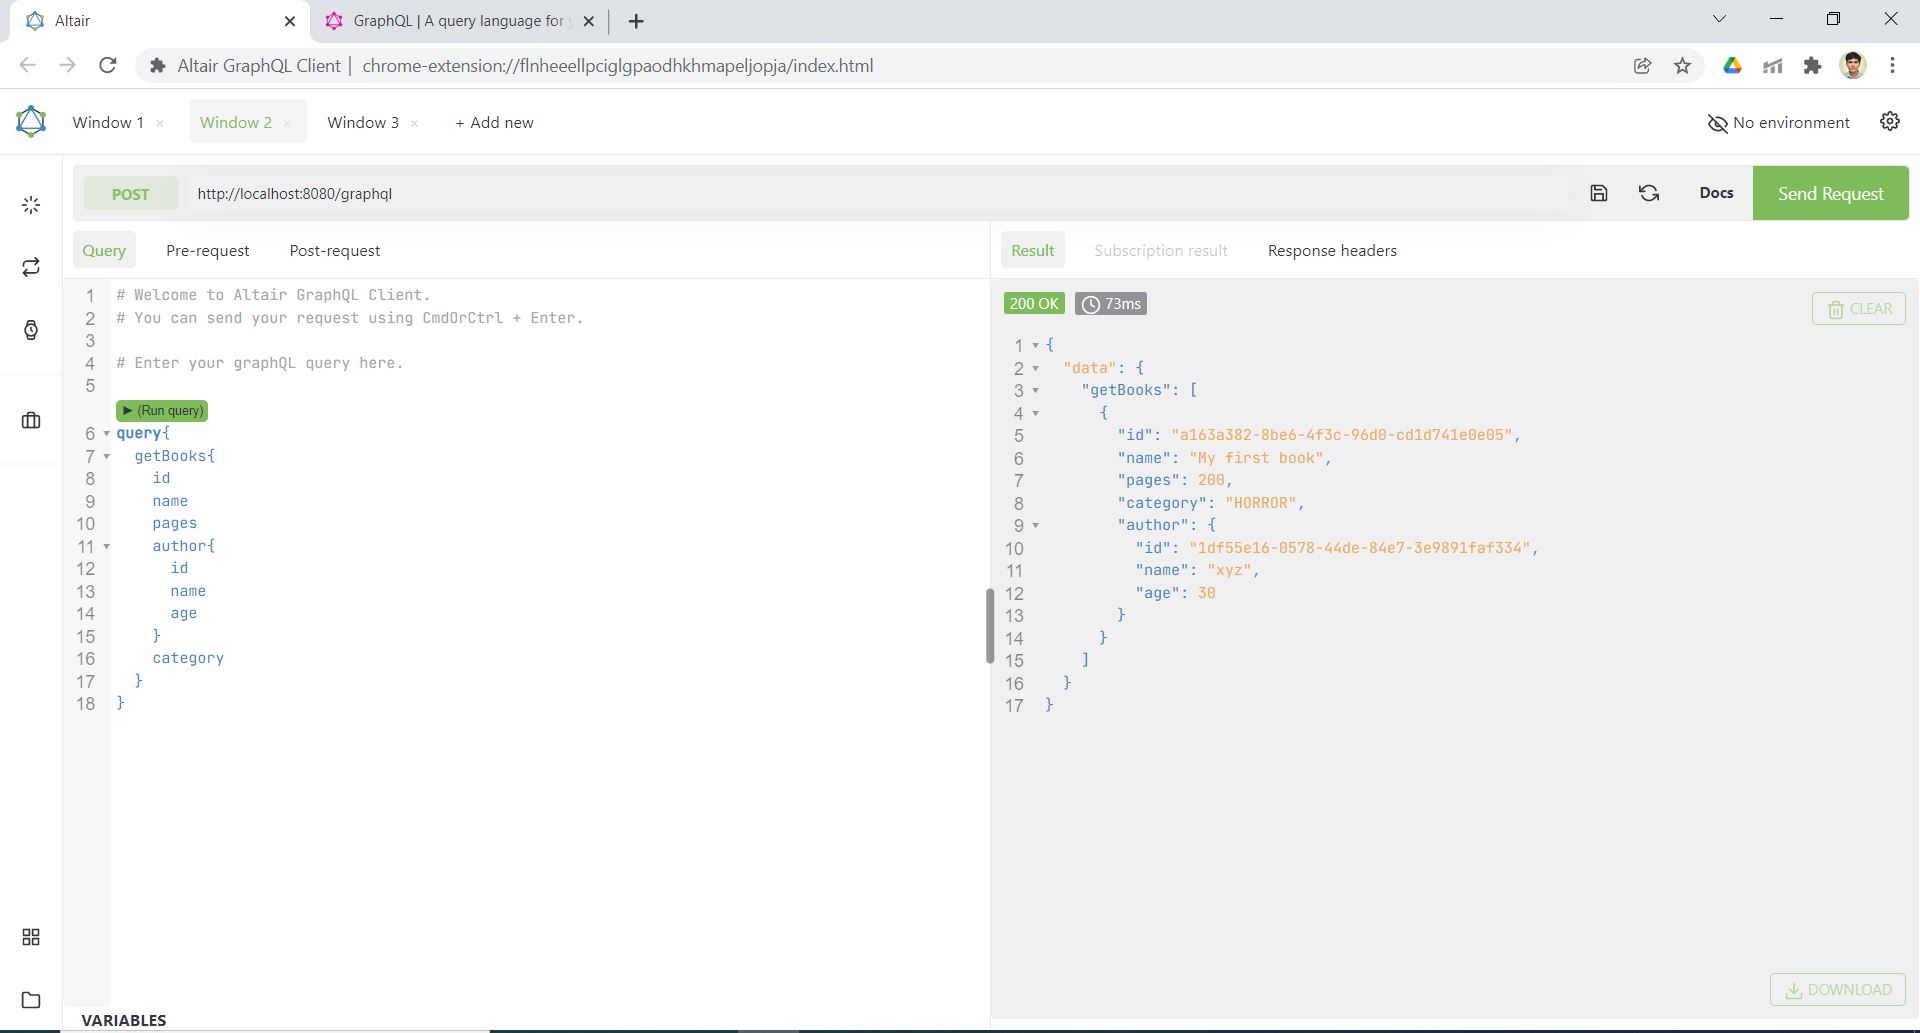 Altair
GraphQL | A query language for y
Altair GraphQL Client | chrome-extension://flnheeellpciglgpaodhkhmapeljopja/index.html
Window 1 Window 2 Window 3 + Add new No environment
POST http://localhost:8080/graphql Docs Send Request
Query Pre-request Post-request
Result Subscription result Response headers
1 # Welcome to Altair GraphQL Client.
2 # You can send your request using CmdOrCtrl + Enter.
3
4 # Enter your graphQL query here.
5
(Run query)
6 query{
7 getBooks{
8 id
9 name
10 pages
11 author{
12 id
13 name
14 age
15 }
16 category
17 }
18 }
VARIABLES
200 OK 73ms CLEAR
1 {
2 "data": {
3 "getBooks": [
4 {
5 "id": "a163a382-8be6-4f3c-96d0-cd1d741e0e05",
6 "name": "My first book",
7 "pages": 200,
8 "category": "HORROR",
9 "author": {
10 "id": "1df55e16-0578-44de-84e7-3e9891faf334",
11 "name": "xyz",
12 "age": 30
13 }
14 }
15 ]
16 }
17 }
DOWNLOAD